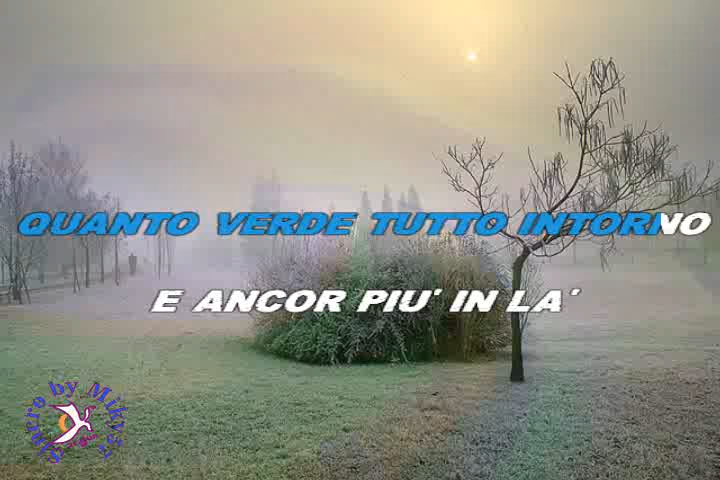 QUANTO VERDE TUTTO INTORNO
E ANCOR PIU' IN LA'